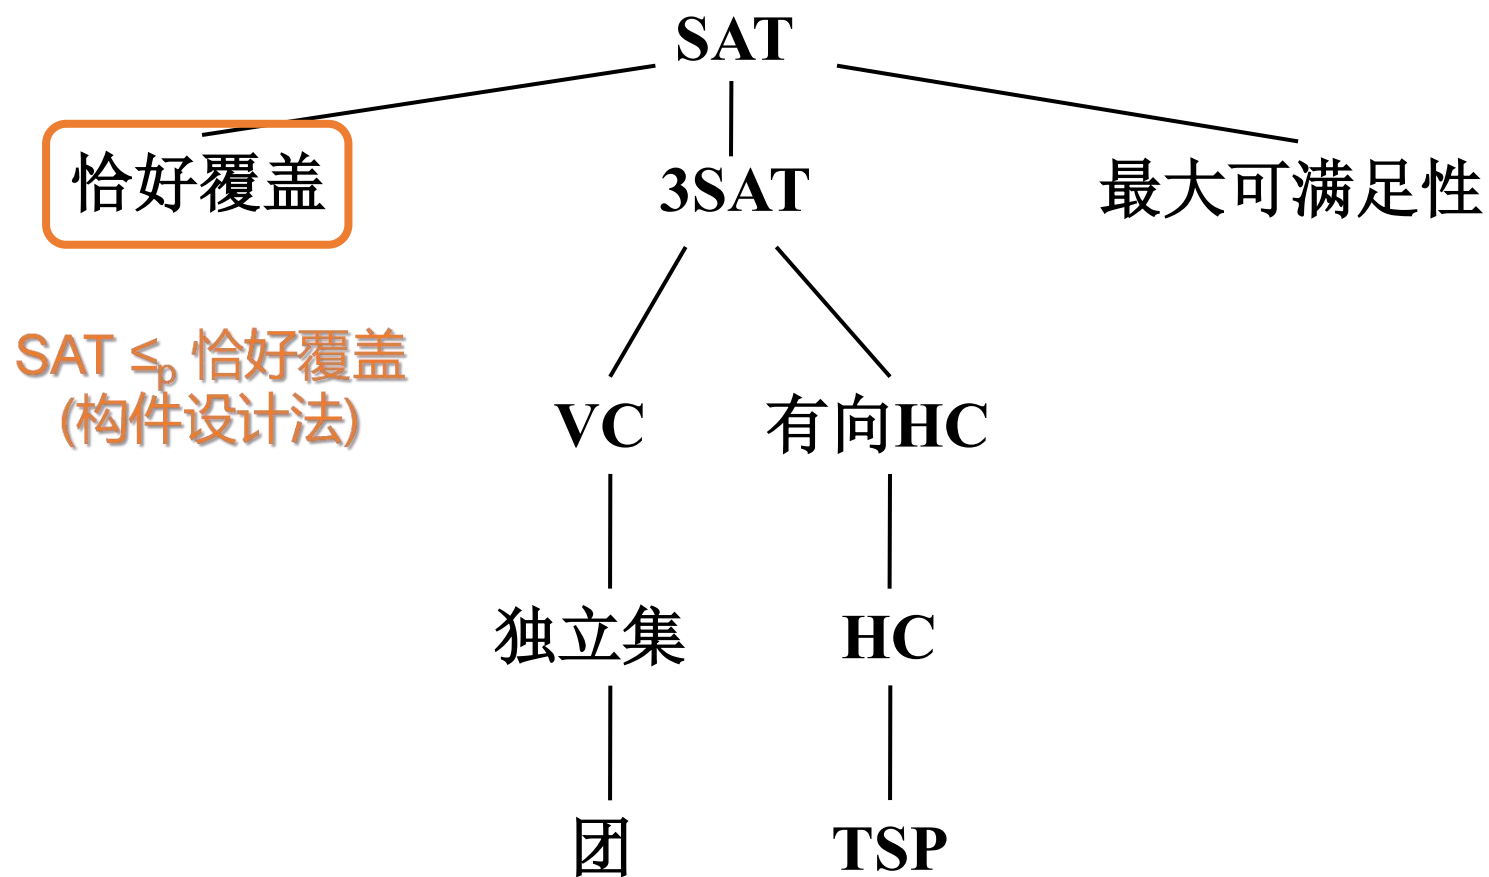 SAT
恰好覆盖
3SAT
最大可满足性
SAT ≤p 恰好覆盖
(构件设计法)
VC
有向HC
独立集
HC
团
TSP